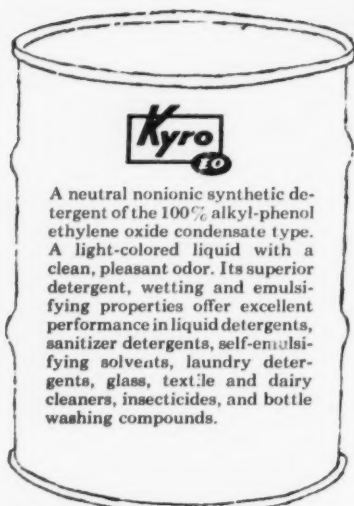 Kyro
EO
A neutral nonionic synthetic de-
tergent of the 100% alkyl-phenol
ethylene oxide condensate type.
A light-colored liquid with a
clean, pleasant odor. Its superior
detergent, wetting and emulsi-
fying properties offer excellent
performance in liquid detergents,
sanitizer detergents, self-emulsi-
fying solvents, laundry deter-
gents, glass, textile and dairy
cleaners, insecticides, and bottle
washing compounds.